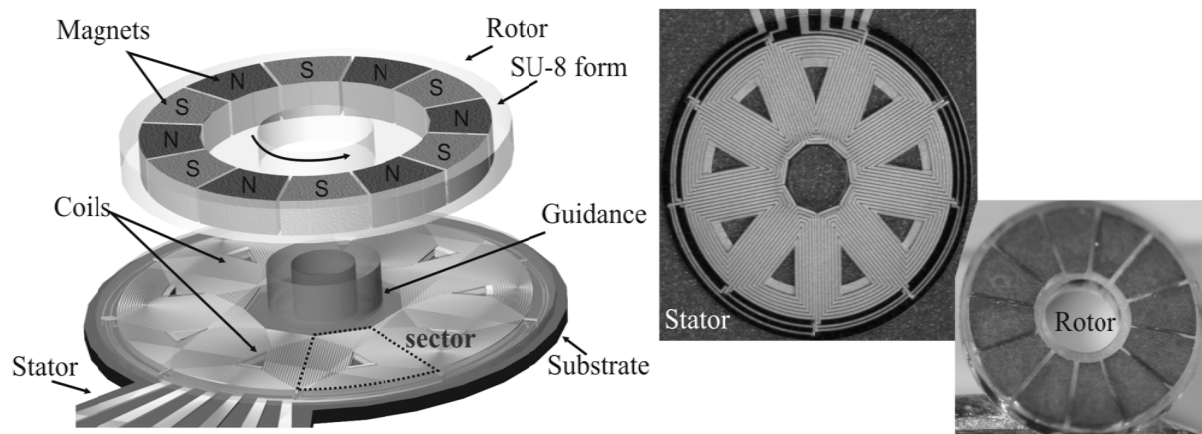 Magnets
Rotor
SU-8 form
N
S
N
S
N
S
N
S
N
S
N
S
Coils
Guidance
sector
Stator
Substrate
Stator
Rotor